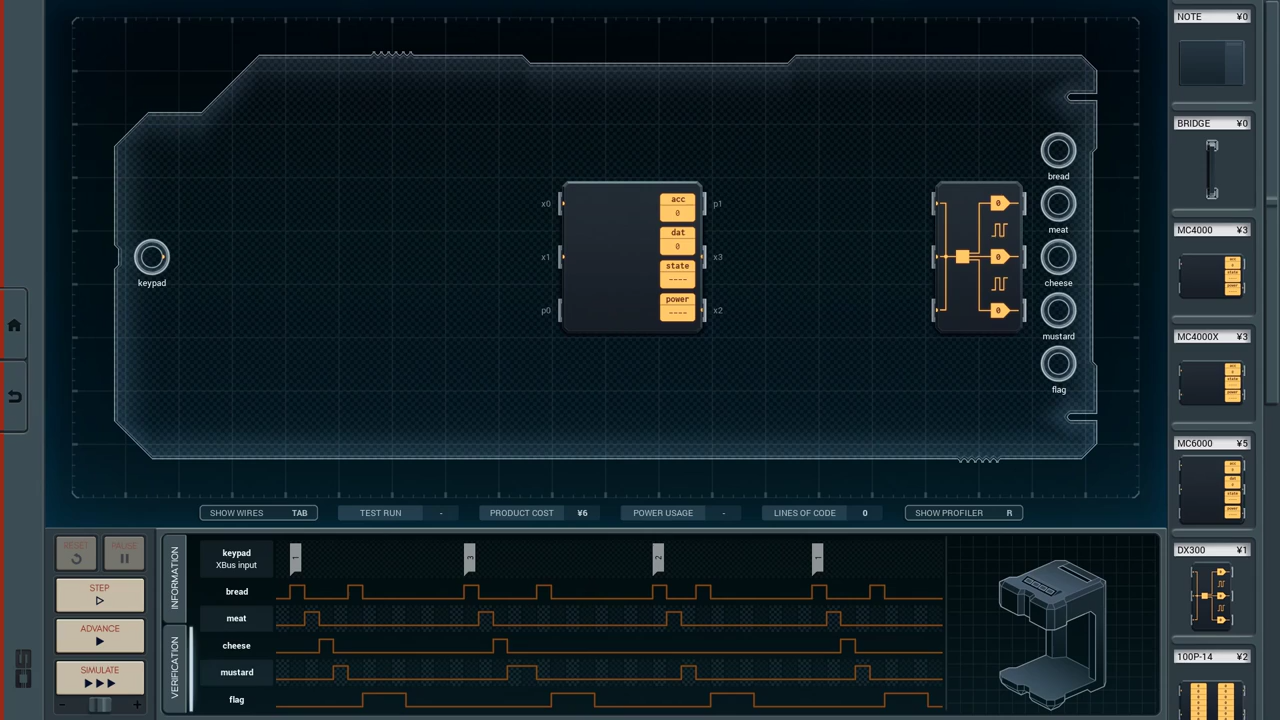 NOTE ¥0
BRIDGE ¥0
MC4000 ¥3
MC4000X ¥3
MC6000 ¥5
DX300 ¥1
100P-14 ¥2
keypad
x0
x1
p0
acc
0
dat
0
state
----
power
----
p1
x3
x2
0
0
0
bread
meat
cheese
mustard
flag
SHOW WIRES TAB
TEST RUN -
PRODUCT COST ¥6
POWER USAGE -
LINES OF CODE 0
SHOW PROFILER R
RESET
PAUSE
STEP
ADVANCE
SIMULATE
- +
INFORMATION
VERIFICATION
keypad
XBus input
1
3
2
1
bread
meat
cheese
mustard
flag